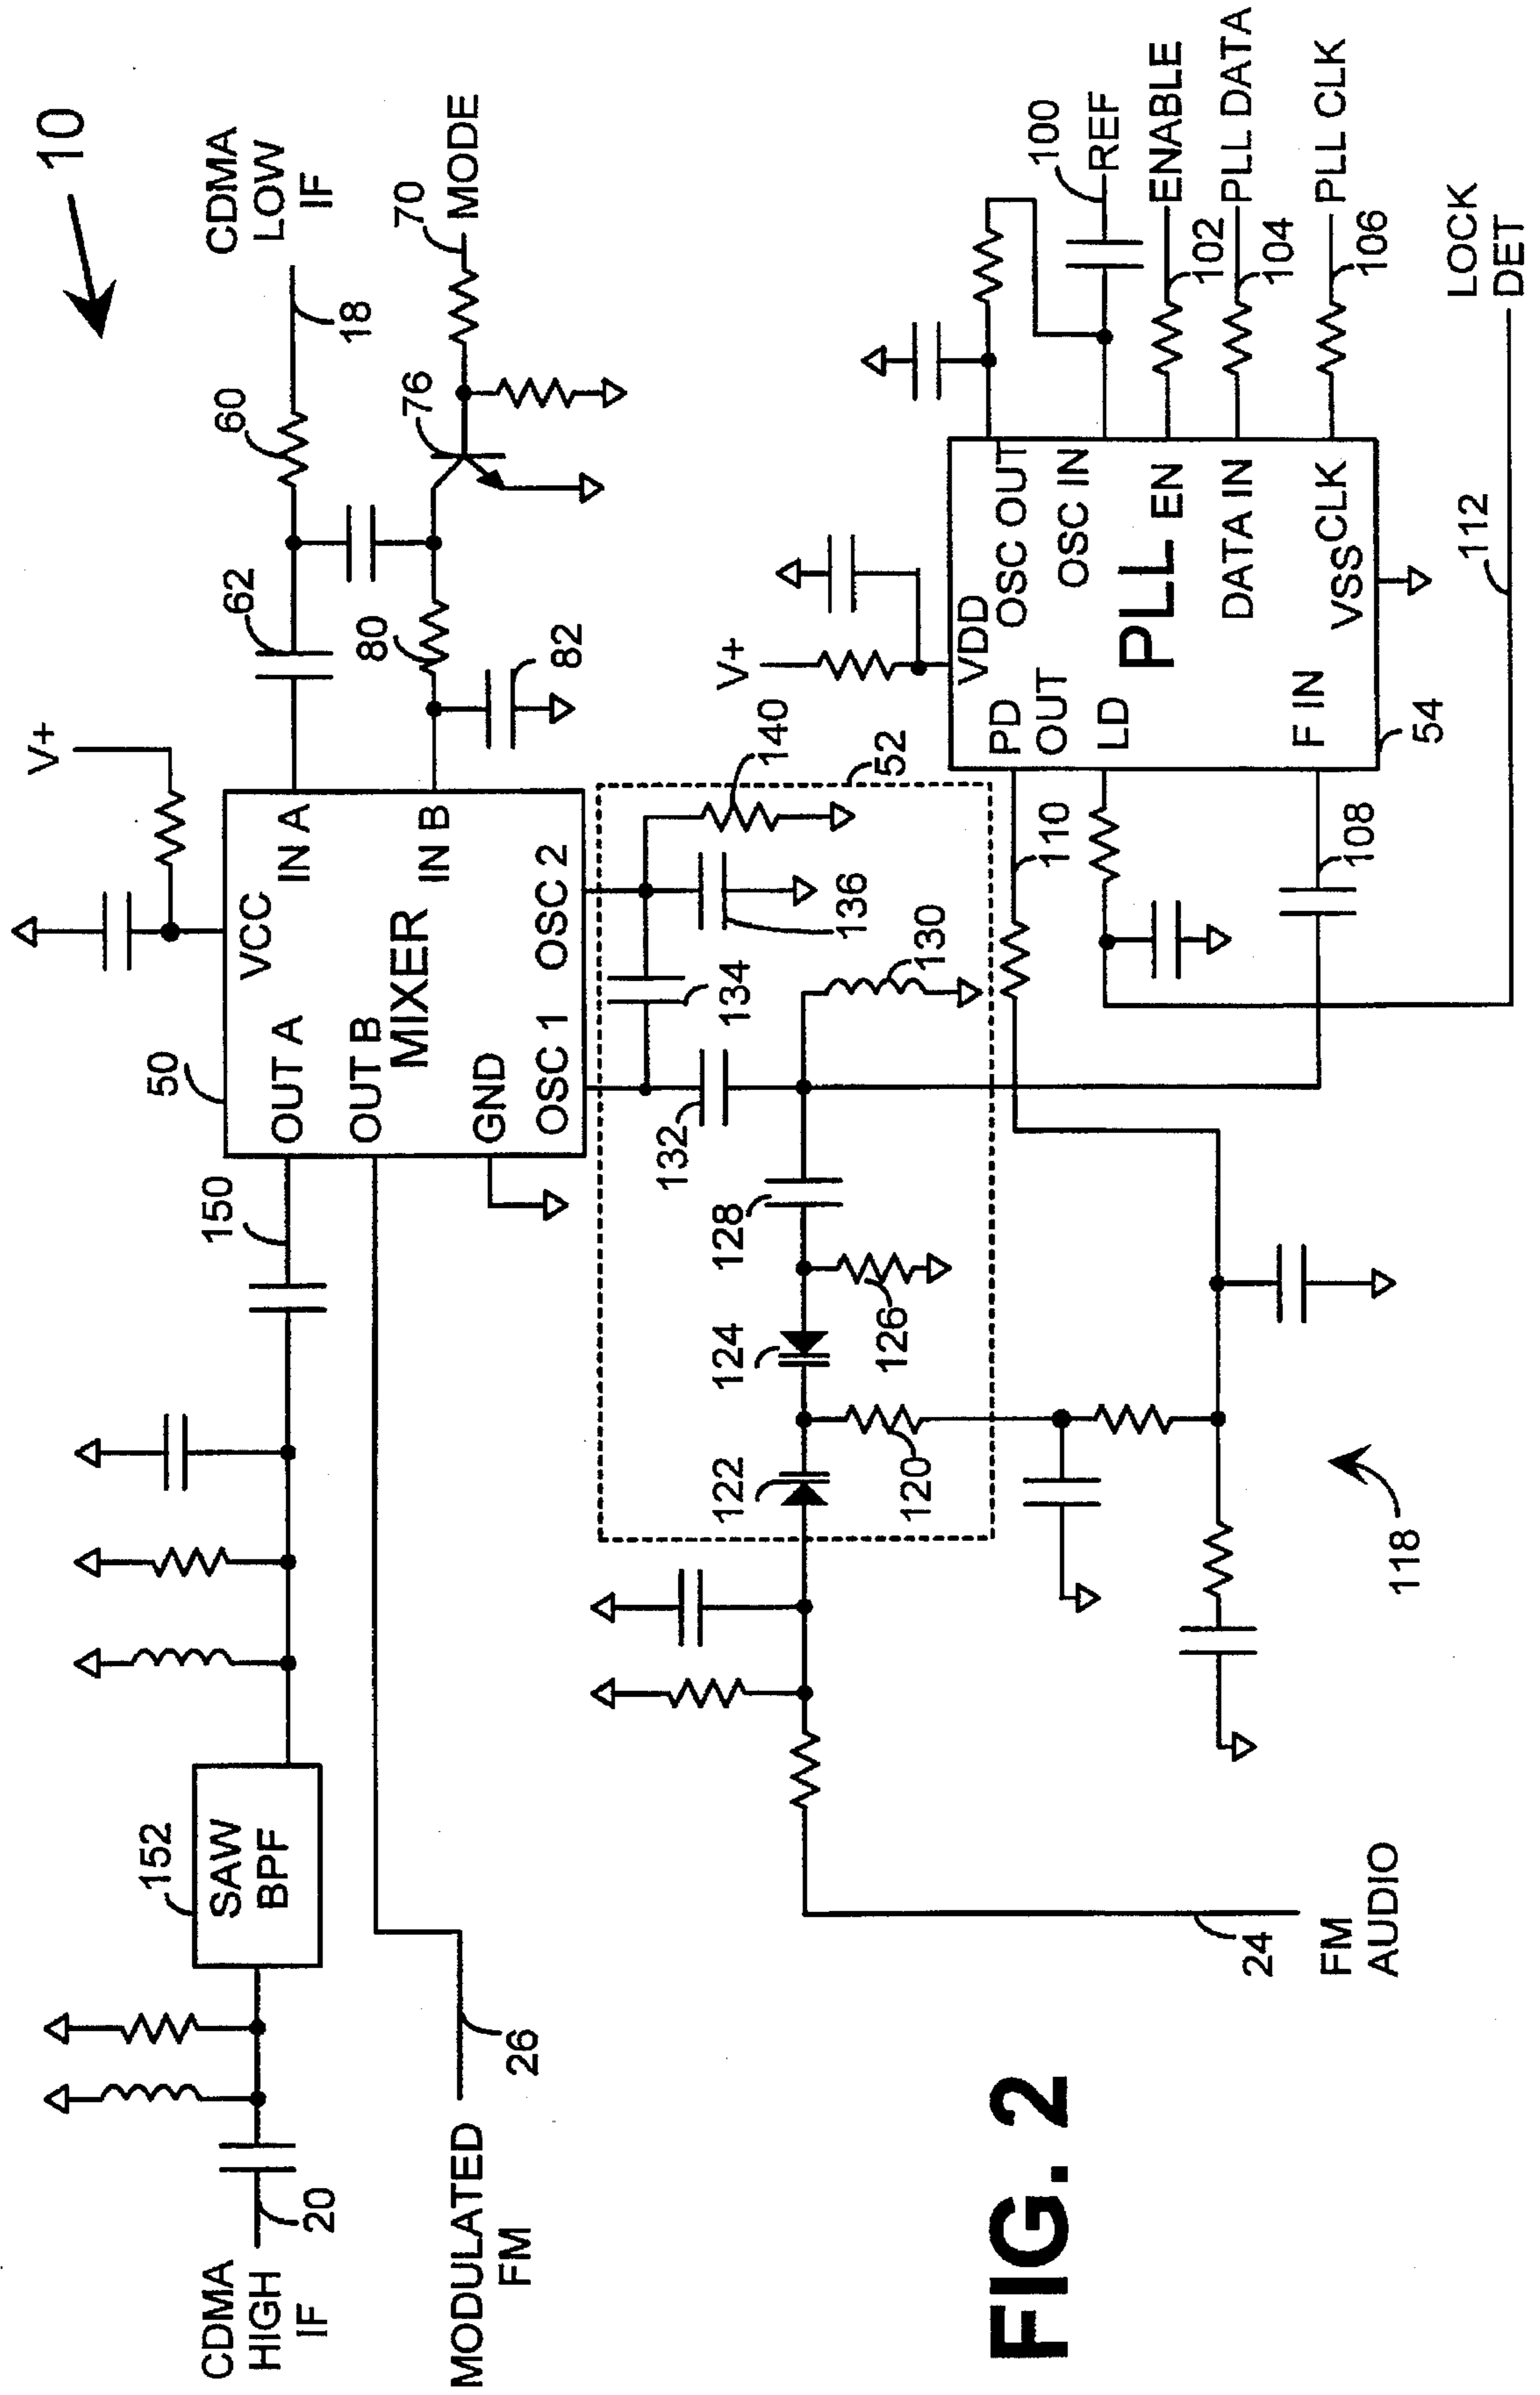 10
CDMA
HIGH
IF
20
152
SAW
BPF
150
50
V+
62
60
18
CDMA
LOW
IF
MODULATED
FM
26
OUT A
OUT B
GND
OSC 1
VCC
MIXER
IN A
IN B
OSC 2
80
82
76
70
MODE
122
124
128
132
134
136
140
52
120
126
130
24
FM
AUDIO
118
110
108
V+
VDD
PD
OUT
LD
F IN
PLL
OSC OUT
OSC IN
EN
DATA IN
CLK
VSS
54
100
REF
ENABLE
102
PLL DATA
104
PLL CLK
106
112
LOCK
DET
FIG. 2